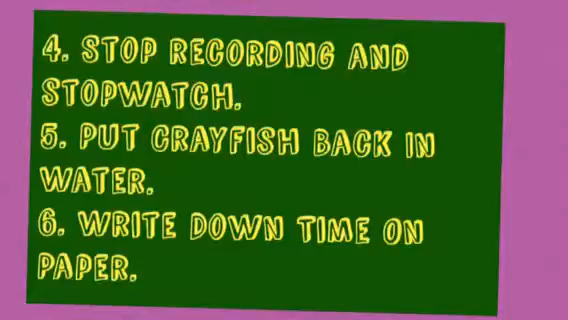 4. STOP RECORDING AND
STOPWATCH.
5. PUT CRAYFISH BACK IN
WATER.
6. WRITE DOWN TIME ON
PAPER.